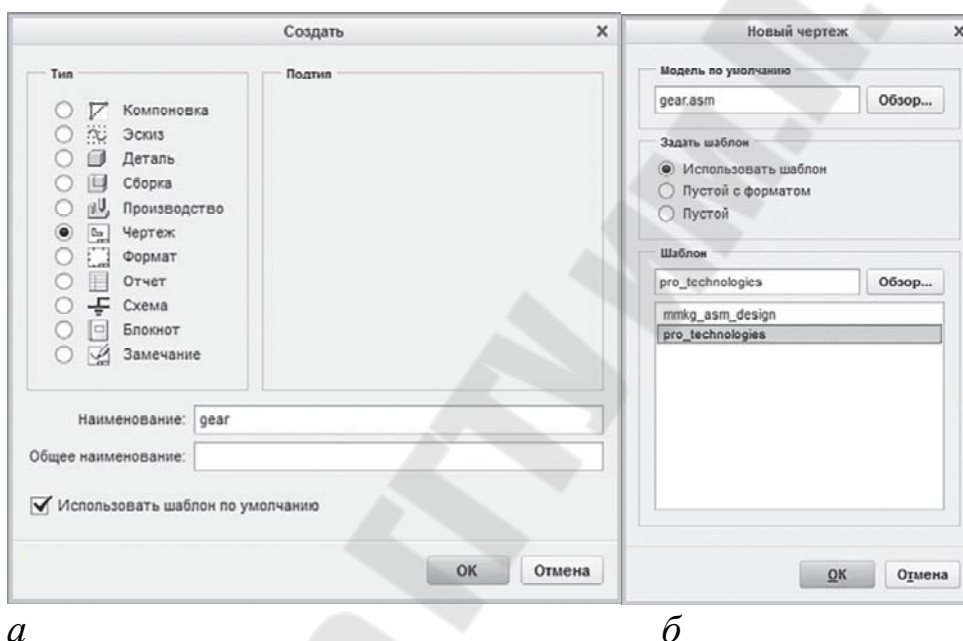 Создать
x
Тип
Подтип
Компоновка
Эскиз
Деталь
Сборка
Производство
Чертеж
Формат
Отчет
Схема
Блокнот
Замечание
Наименование: gear
Общее наименование:
Использовать шаблон по умолчанию
ОК
Отмена
а
Новый чертеж
x
Модель по умолчанию
gear.asm
Обзор...
Задать шаблон
Использовать шаблон
Пустой с форматом
Пустой
Шаблон
pro_technologies
Обзор...
mmkg_asm_design
pro_technologies
ОК
Отмена
б